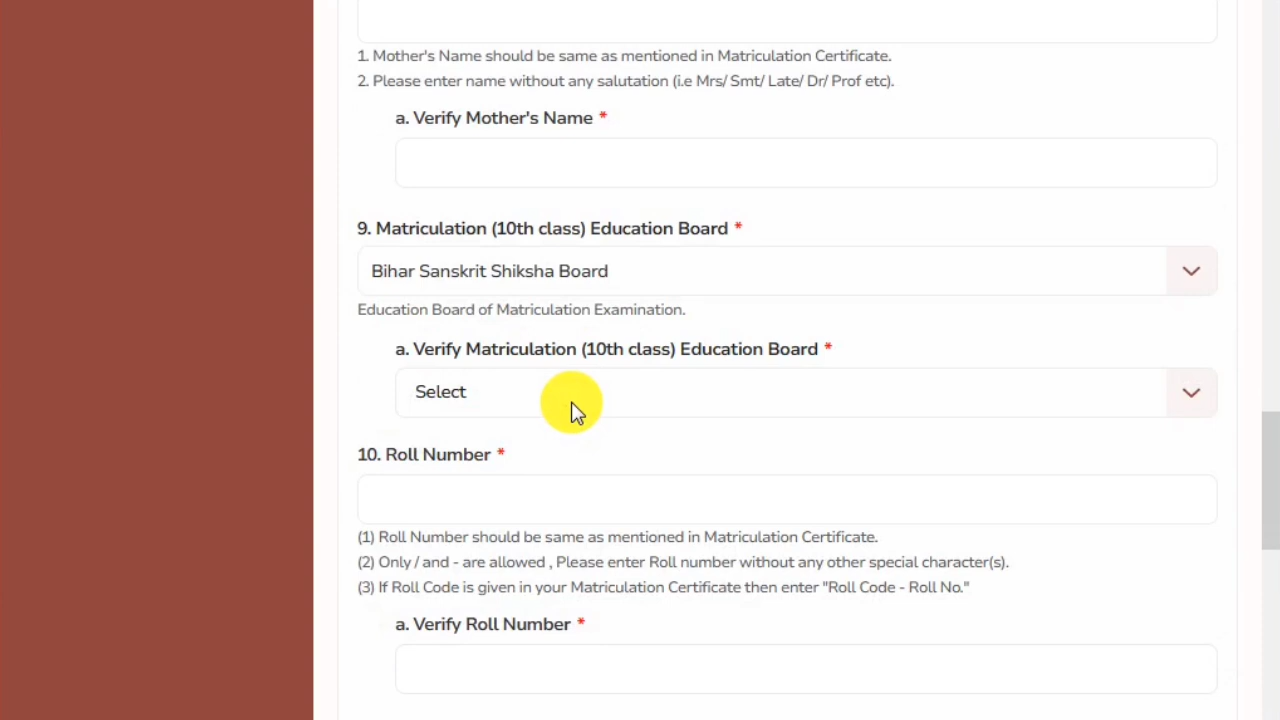 1. Mother's Name should be same as mentioned in Matriculation Certificate.
2. Please enter name without any salutation (i.e Mrs/ Smt/ Late/ Dr/ Prof etc).
a. Verify Mother's Name *
9. Matriculation (10th class) Education Board *
Bihar Sanskrit Shiksha Board
Education Board of Matriculation Examination.
a. Verify Matriculation (10th class) Education Board *
Select
10. Roll Number *
(1) Roll Number should be same as mentioned in Matriculation Certificate.
(2) Only / and - are allowed , Please enter Roll number without any other special character(s).
(3) If Roll Code is given in your Matriculation Certificate then enter "Roll Code - Roll No."
a. Verify Roll Number *